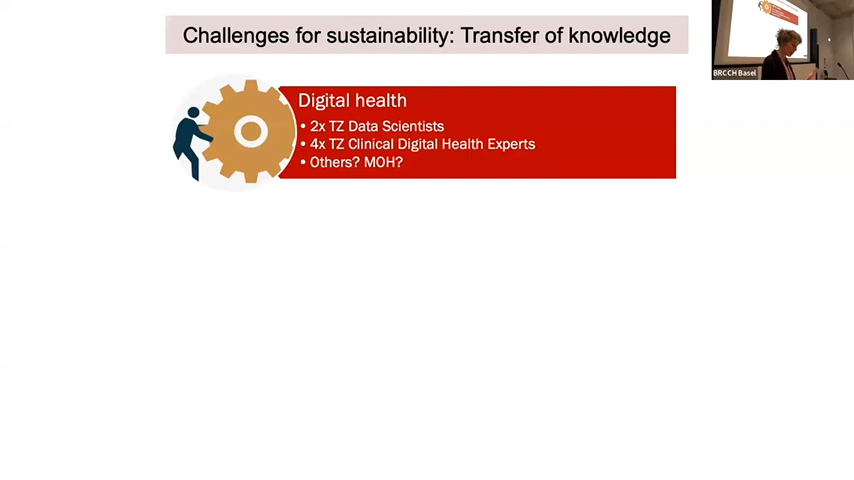 Challenges for sustainability: Transfer of knowledge
BRCCH Basel
Digital health
• 2x TZ Data Scientists
• 4x TZ Clinical Digital Health Experts
• Others? MOH?